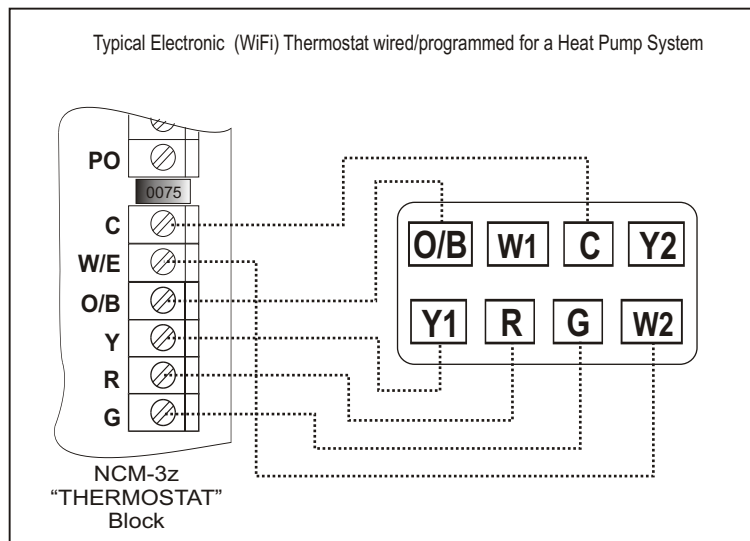 Typical Electronic (WiFi) Thermostat wired/programmed for a Heat Pump System
PO
0075
C
W/E
O/B
Y
R
G
NCM-3z
“THERMOSTAT”
Block
O/B W1 C Y2
Y1 R G W2